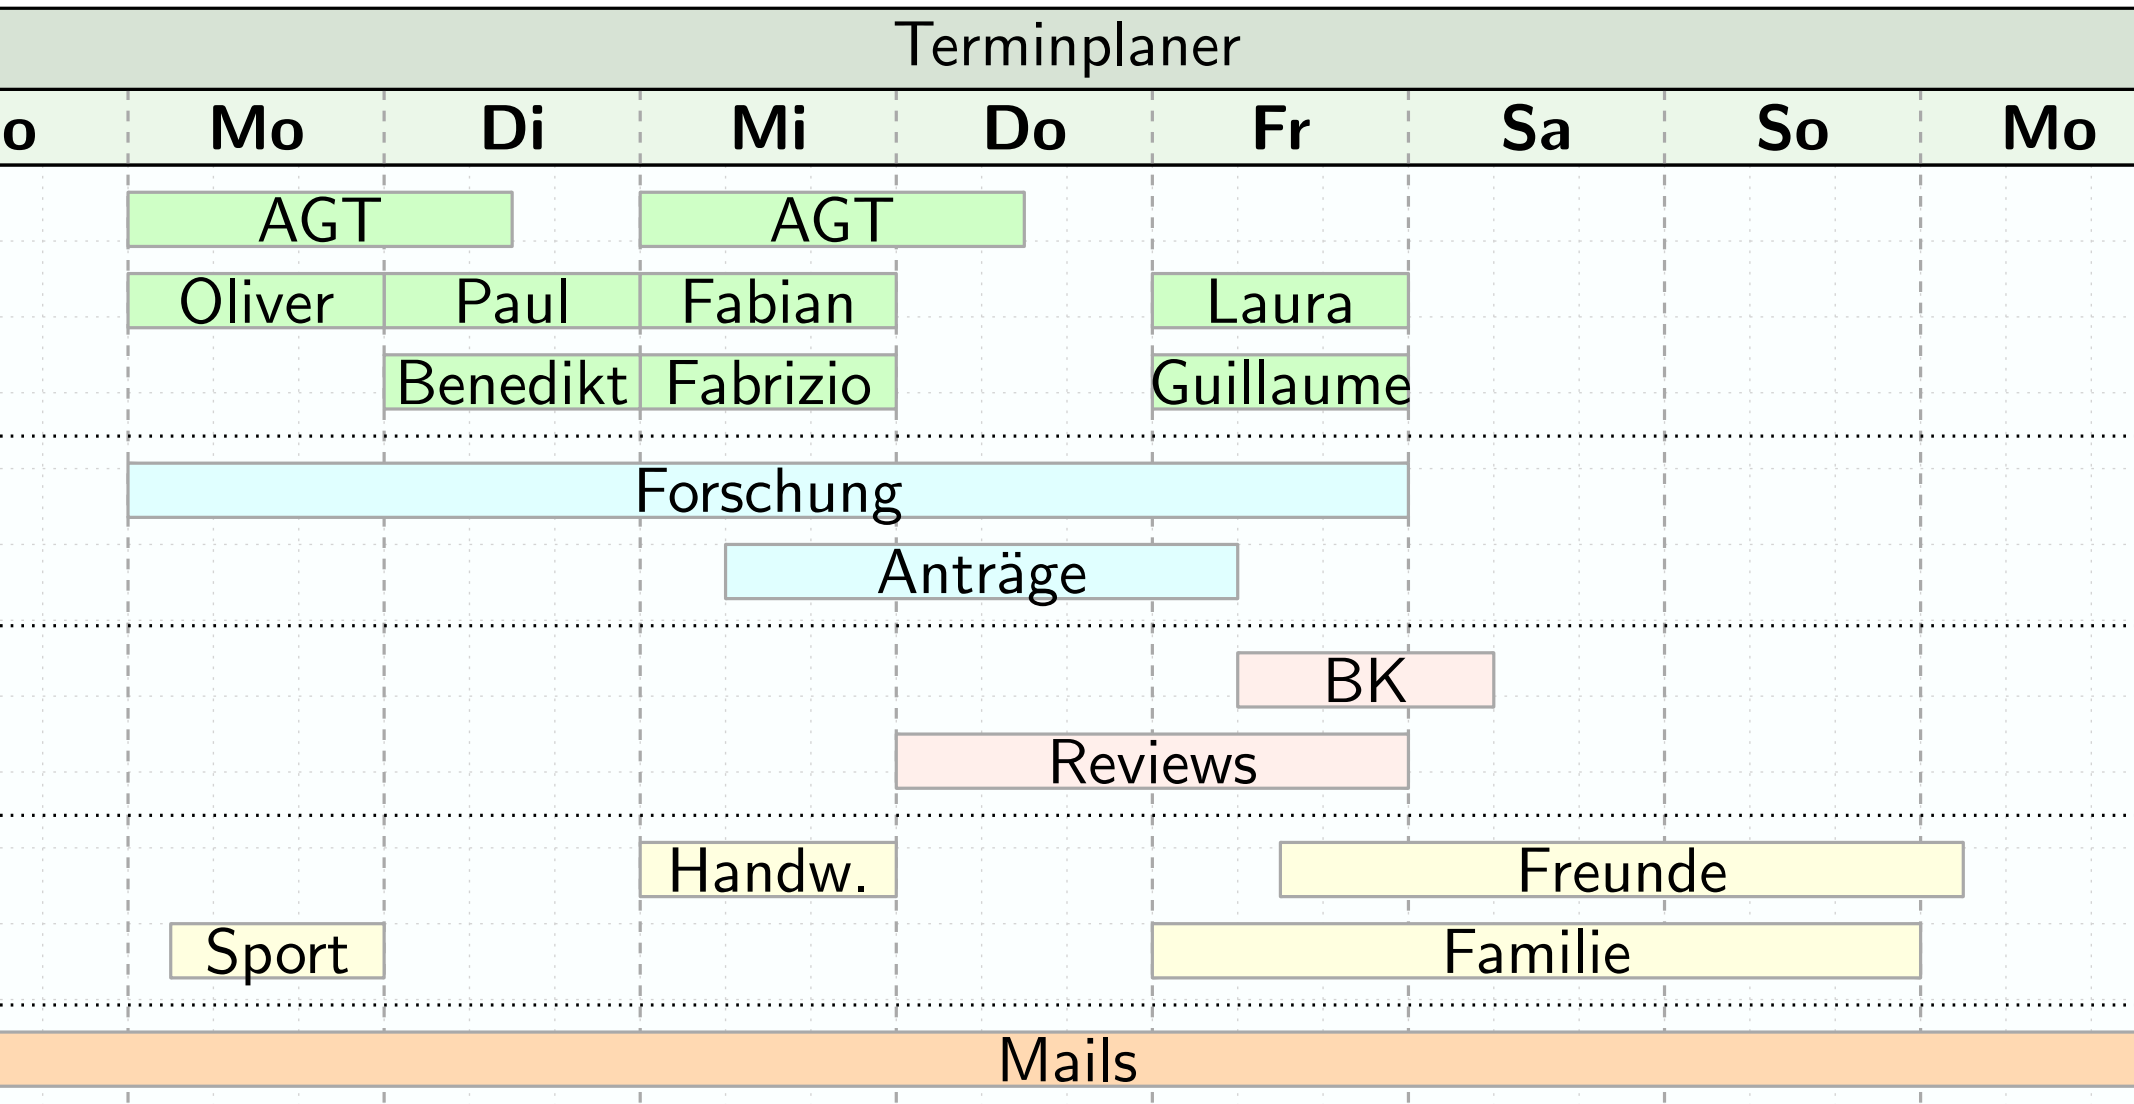 Terminplaner
o Mo Di Mi Do Fr Sa So Mo
AGT AGT
Oliver Paul Fabian Laura
Benedikt Fabrizio Guillaume
Forschung
Anträge
BK
Reviews
Handw. Freunde
Sport Familie
Mails